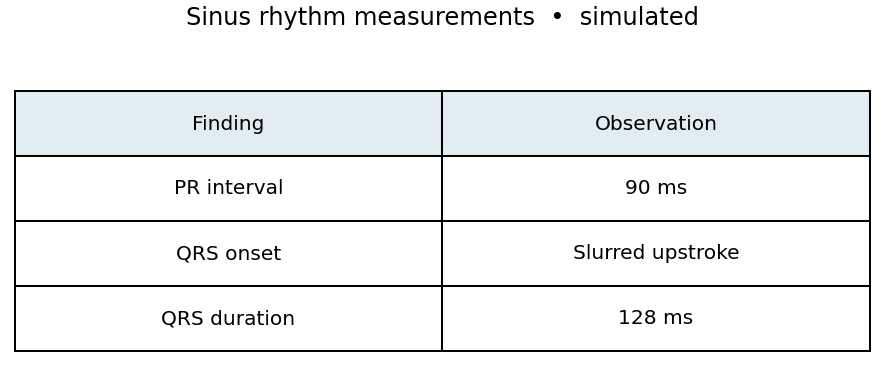 Sinus rhythm measurements • simulated
Finding Observation
PR interval 90 ms
QRS onset Slurred upstroke
QRS duration 128 ms